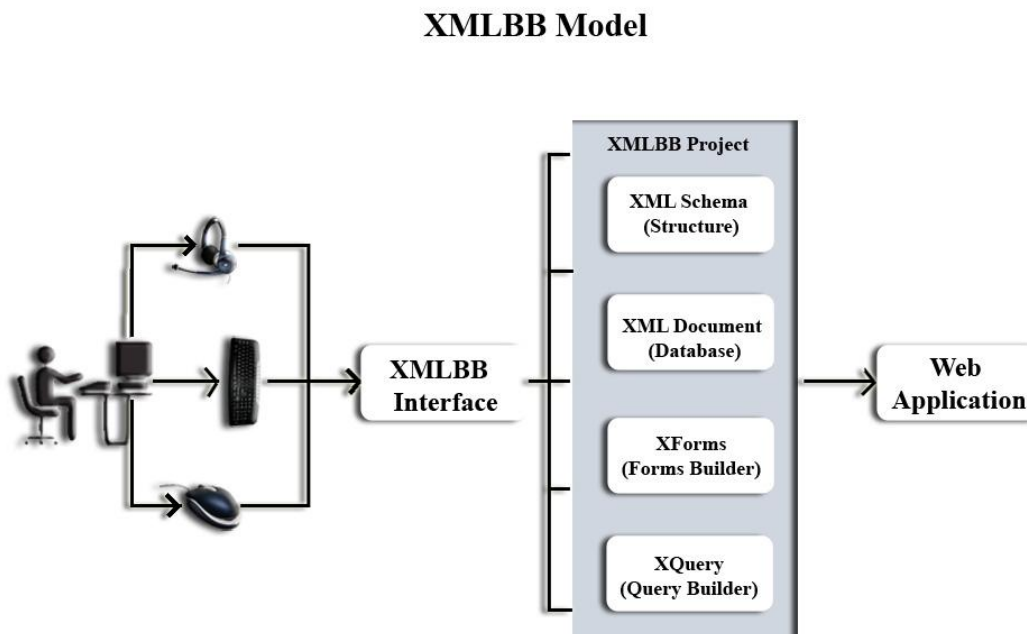 XMLBB Model
XMLBB Project
XML Schema
(Structure)
XML Document
(Database)
XMLBB
Interface
Web
Application
XForms
(Forms Builder)
XQuery
(Query Builder)